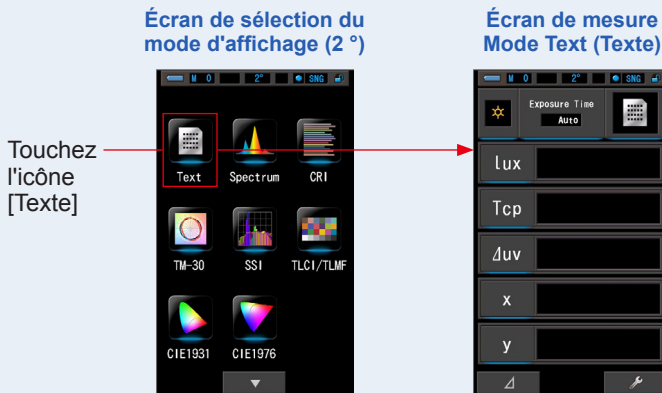 Écran de sélection du
mode d'affichage (2 °)
Écran de mesure
Mode Text (Texte)
M 0 2° SNG
M 0 2° SNG
Exposure Time
Auto
Touchez
l'icône
[Texte]
Text Spectrum CRI
TM-30 SSI TLCI/TLMF
CIE1931 CIE1976
lux
Tcp
⊿uv
x
y
⊿